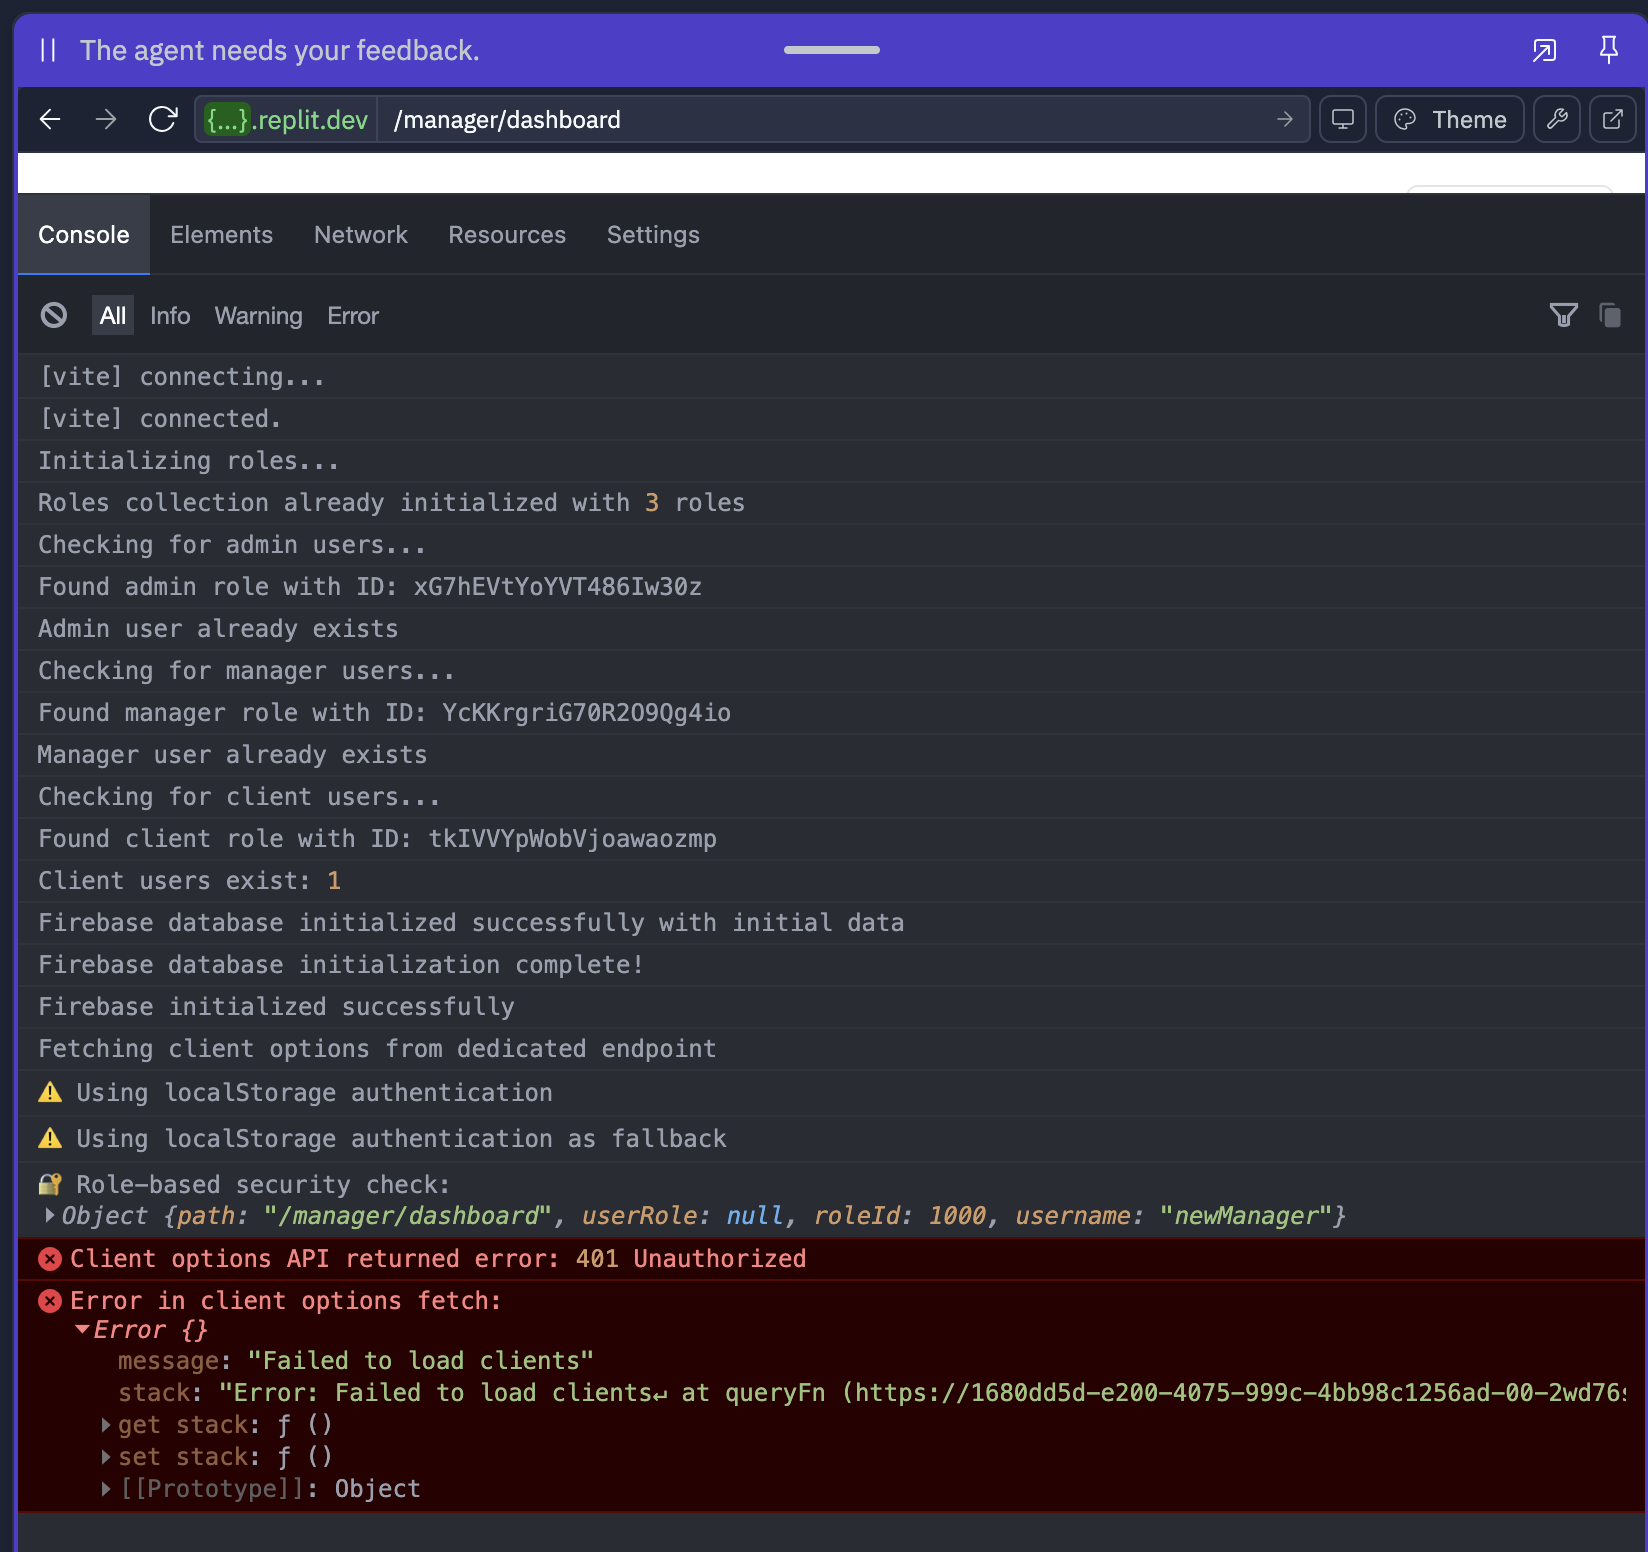 The agent needs your feedback.
{...}.replit.dev /manager/dashboard Theme
Console Elements Network Resources Settings
All Info Warning Error
[vite] connecting...
[vite] connected.
Initializing roles...
Roles collection already initialized with 3 roles
Checking for admin users...
Found admin role with ID: xG7hEVtYoYVT486Iw30z
Admin user already exists
Checking for manager users...
Found manager role with ID: YcKKrgriG70R2O9Qg4io
Manager user already exists
Checking for client users...
Found client role with ID: tkIVVYpWobVjoawaozmp
Client users exist: 1
Firebase database initialized successfully with initial data
Firebase database initialization complete!
Firebase initialized successfully
Fetching client options from dedicated endpoint
⚠️ Using localStorage authentication
⚠️ Using localStorage authentication as fallback
🔐 Role-based security check:
Object {path: "/manager/dashboard", userRole: null, roleId: 1000, username: "newManager"}
Client options API returned error: 401 Unauthorized
Error in client options fetch:
Error {}
message: "Failed to load clients"
stack: "Error: Failed to load clients↵ at queryFn (https://1680dd5d-e200-4075-999c-4bb98c1256ad-00-2wd76s
get stack: ƒ ()
set stack: ƒ ()
[[Prototype]]: Object